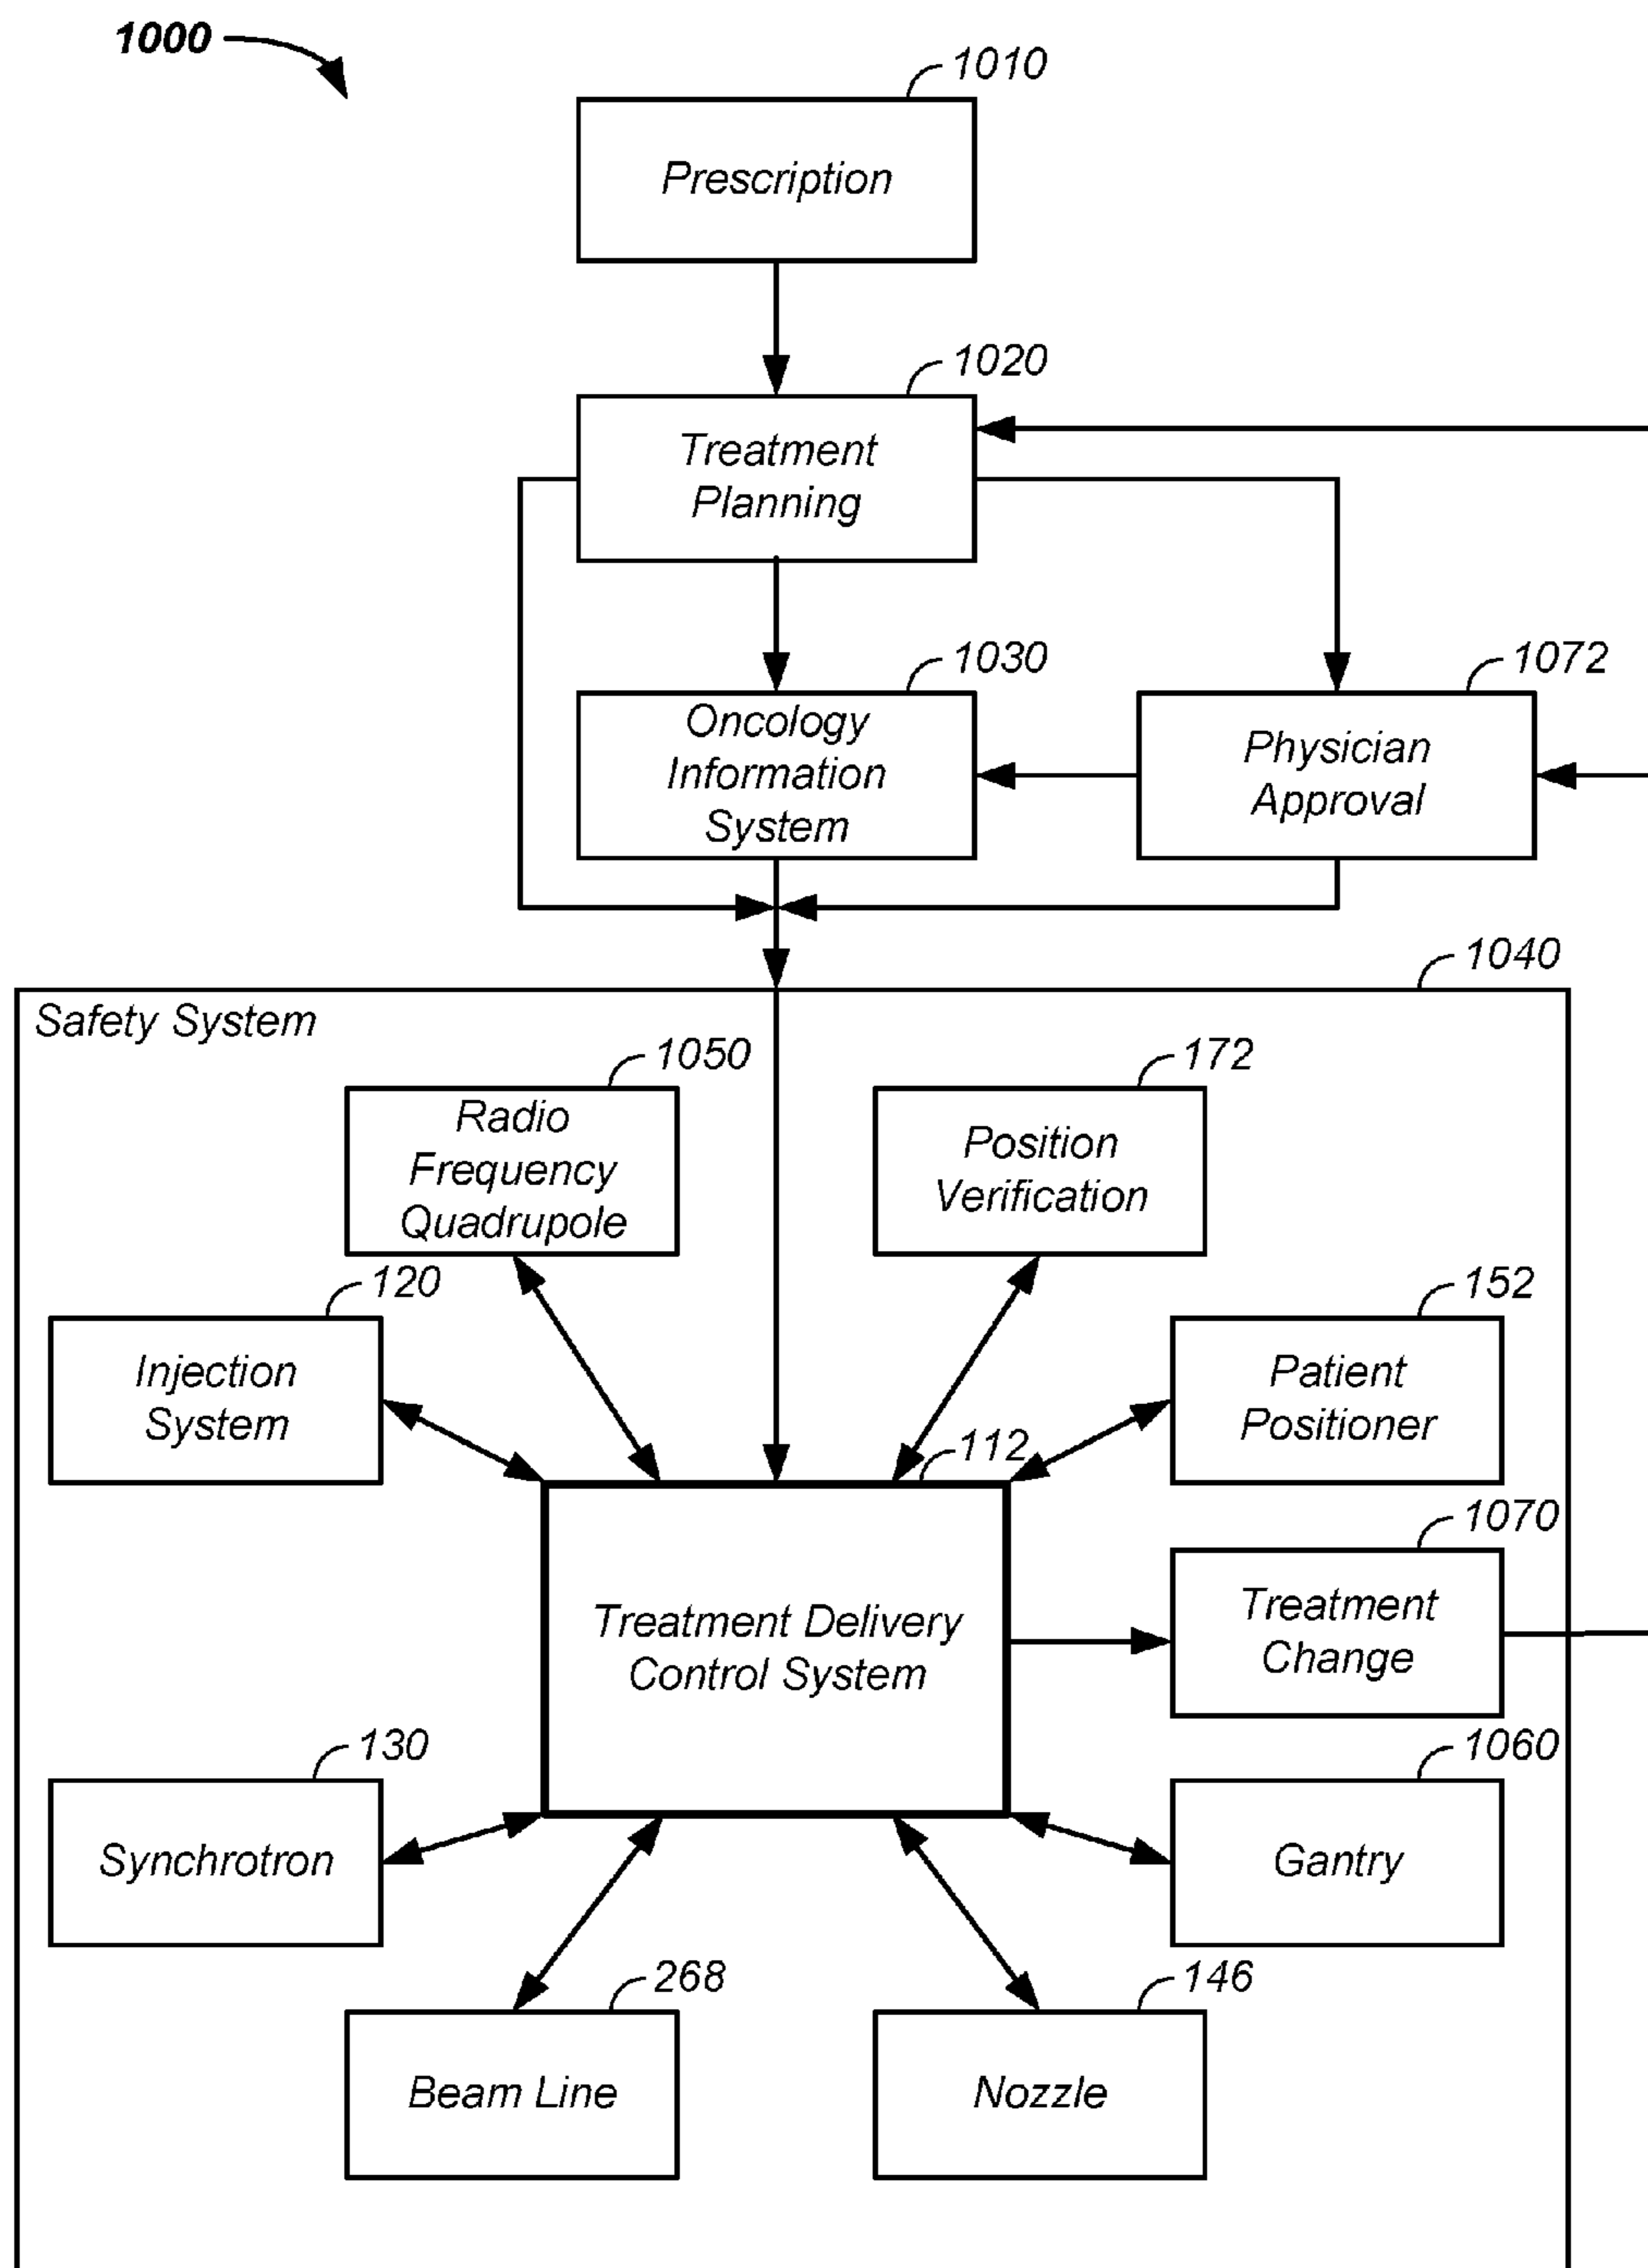 1000
1010
Prescription
1020
Treatment
Planning
1030
Oncology
Information
System
1072
Physician
Approval
1040
Safety System
1050
Radio
Frequency
Quadrupole
172
Position
Verification
120
Injection
System
152
Patient
Positioner
112
Treatment Delivery
Control System
1070
Treatment
Change
130
Synchrotron
1060
Gantry
268
Beam Line
146
Nozzle